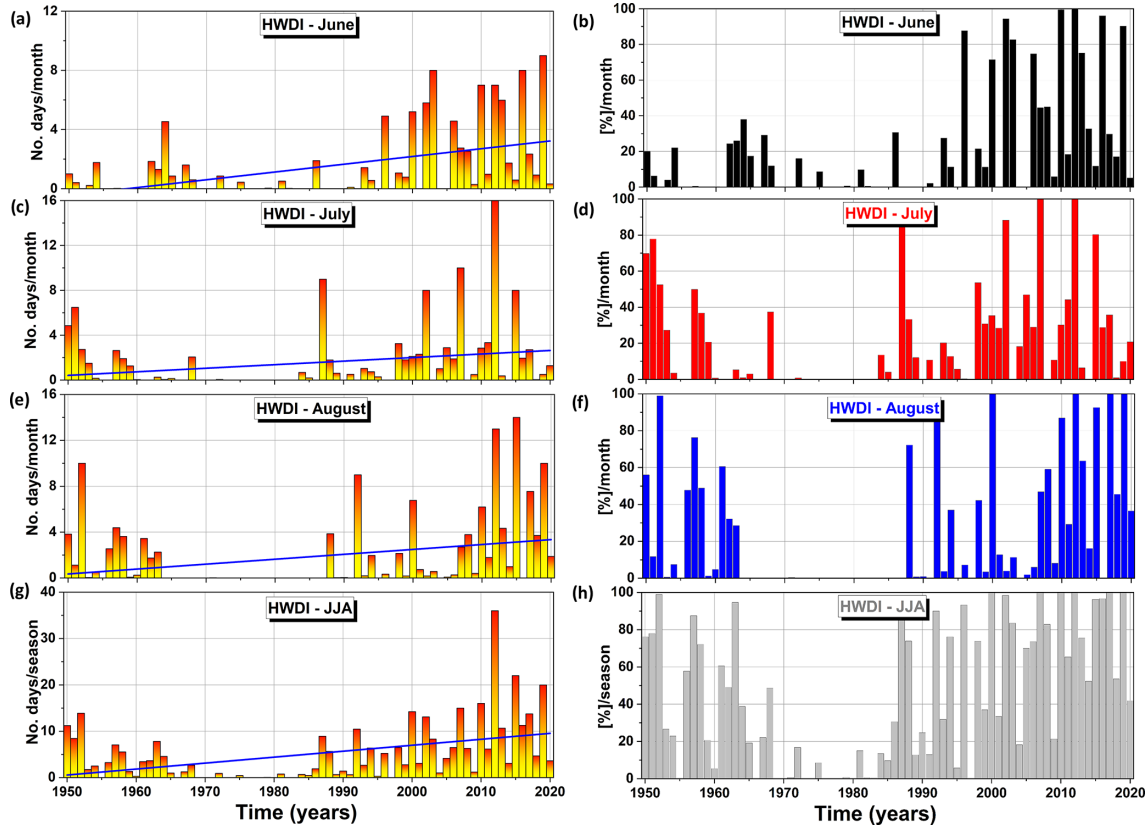 (a)
HWDI - June
No. days/month
12
8
4
0
(b)
HWDI - June
[%]/month
100
80
60
40
20
0
(c)
HWDI - July
No. days/month
16
12
8
4
0
(d)
HWDI - July
[%]/month
100
80
60
40
20
0
(e)
HWDI - August
No. days/month
16
12
8
4
0
(f)
HWDI - August
[%]/month
100
80
60
40
20
0
(g)
HWDI - JJA
No. days/season
40
30
20
10
0
1950 1960 1970 1980 1990 2000 2010 2020
Time (years)
(h)
HWDI - JJA
[%]/season
100
80
60
40
20
0
1950 1960 1970 1980 1990 2000 2010 2020
Time (years)